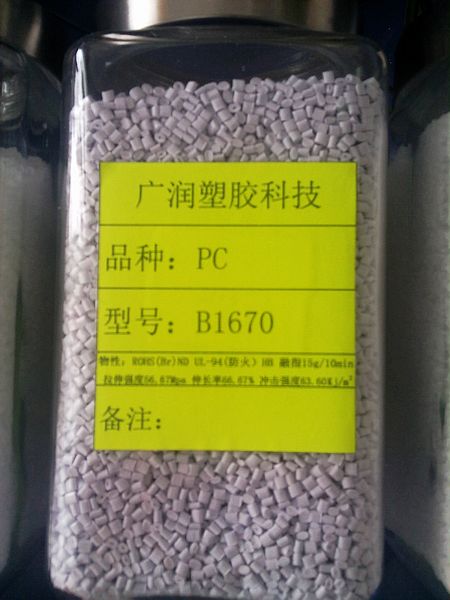 广润塑胶科技
品种：PC
型号：B1670
物性：ROHS(Br)ND UL-94(防火) HB 融指15g/10min
拉伸强度56.67Mpa 伸长率66.67% 冲击强度63.60Kj/m²
备注：